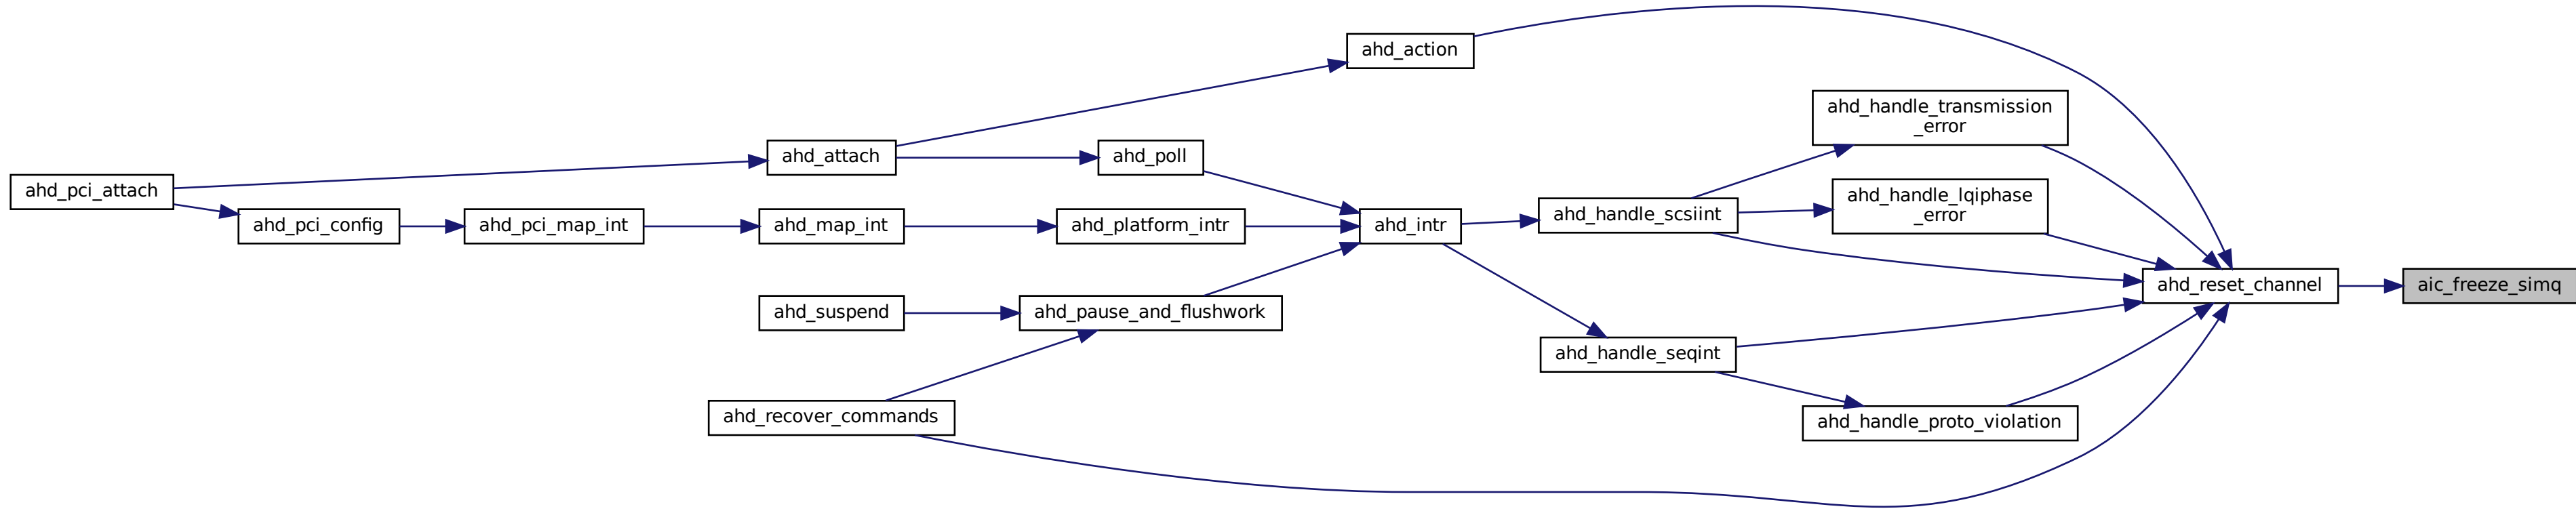 ahd_action
ahd_handle_transmission
_error
ahd_attach
ahd_poll
ahd_pci_attach
ahd_handle_lqiphase
_error
ahd_handle_scsiint
ahd_pci_config
ahd_pci_map_int
ahd_map_int
ahd_platform_intr
ahd_intr
ahd_reset_channel
aic_freeze_simq
ahd_suspend
ahd_pause_and_flushwork
ahd_handle_seqint
ahd_recover_commands
ahd_handle_proto_violation